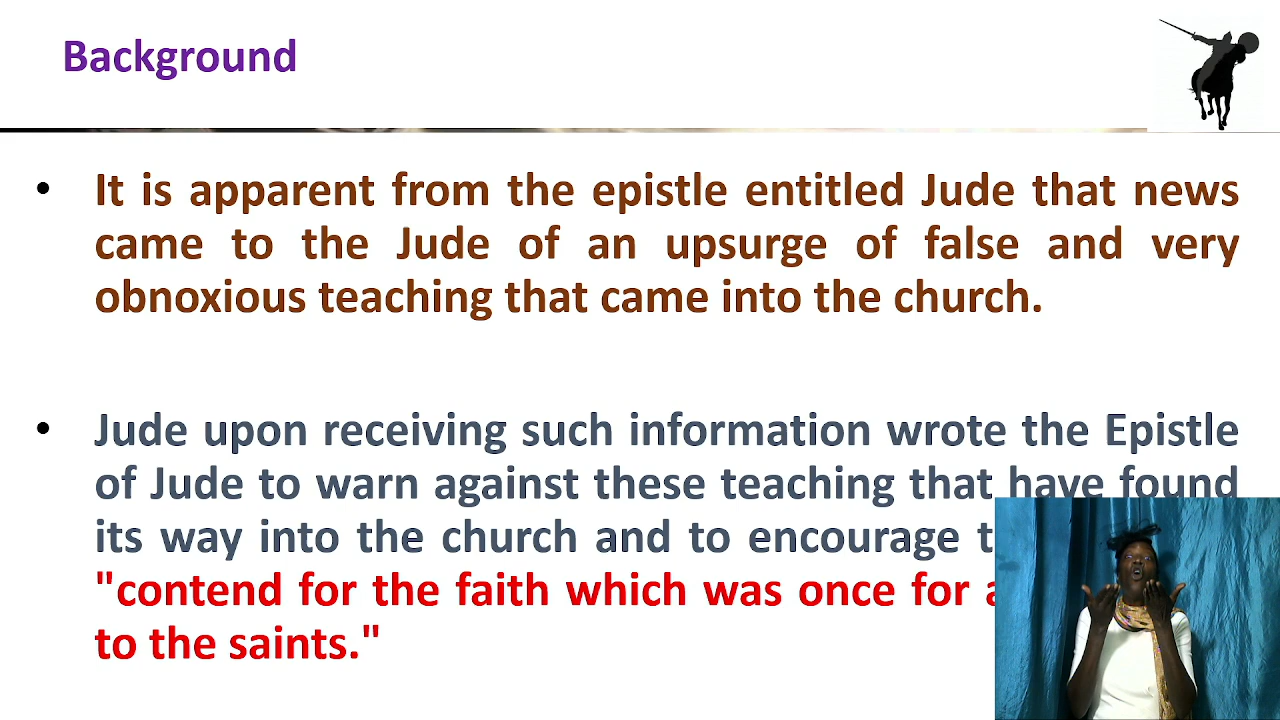 Background
• It is apparent from the epistle entitled Jude that news
came to the Jude of an upsurge of false and very
obnoxious teaching that came into the church.
• Jude upon receiving such information wrote the Epistle
of Jude to warn against these teaching that have found
its way into the church and to encourage
"contend for the faith which was once for
to the saints."